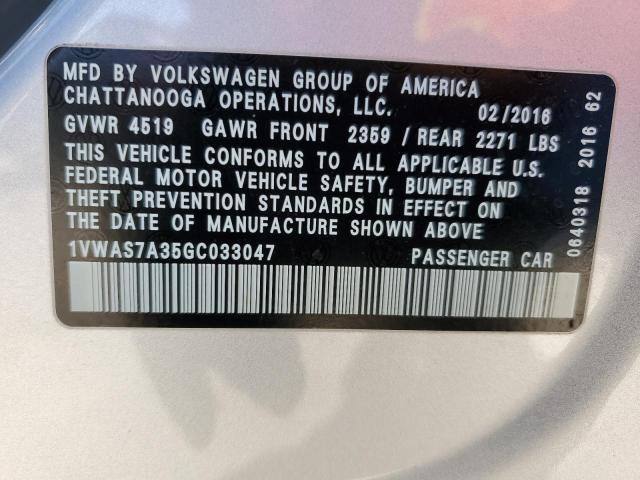 MFD BY VOLKSWAGEN GROUP OF AMERICA
CHATTANOOGA OPERATIONS, LLC. 02/2016
GVWR 4519 GAWR FRONT 2359 / REAR 2271 LBS
THIS VEHICLE CONFORMS TO ALL APPLICABLE U.S.
FEDERAL MOTOR VEHICLE SAFETY, BUMPER AND
THEFT PREVENTION STANDARDS IN EFFECT ON
THE DATE OF MANUFACTURE SHOWN ABOVE
1VWAS7A35GC033047 PASSENGER CAR
0640318 2016 62